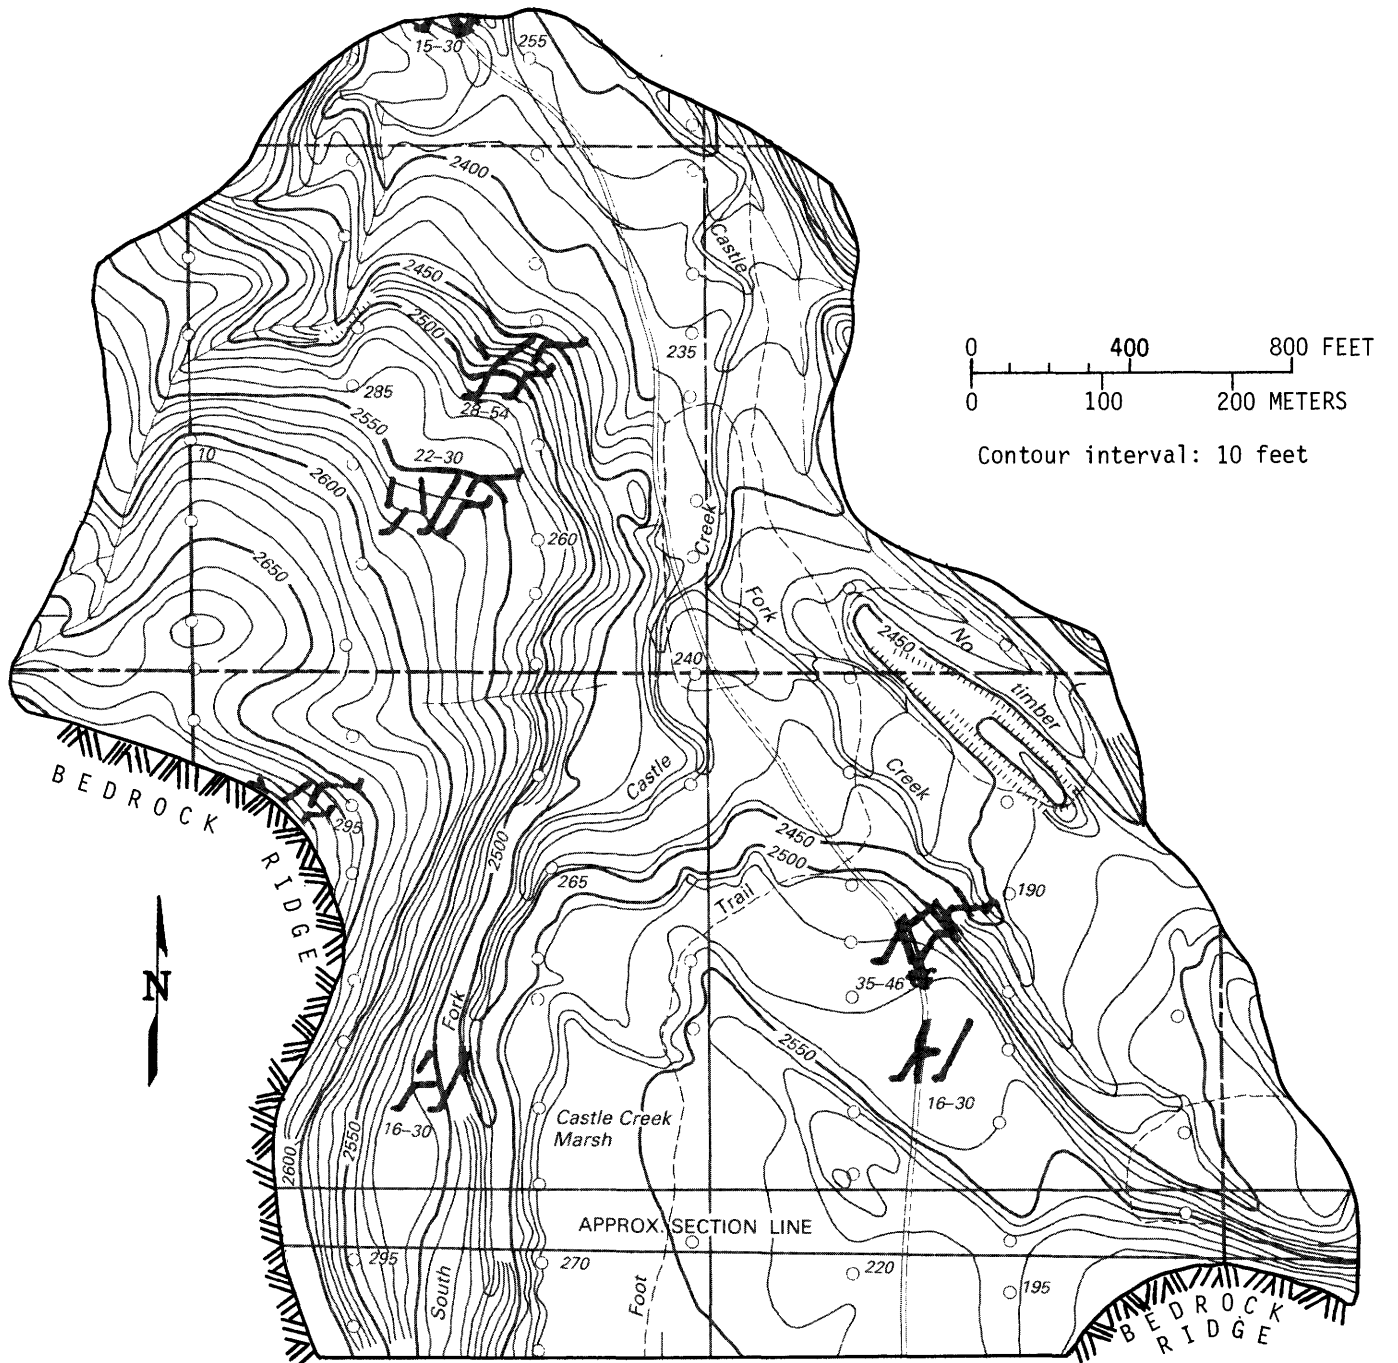 15–30
255
2400
Castle
2450
2500
235
0 400 800 FEET
0 100 200 METERS
Contour interval: 10 feet
285
2550
28–54
22–30
10
2600
Creek
260
2650
Fork
2450
No
timber
240
BEDROCK RIDGE
295
Castle
Creek
2450
2500
2500
265
190
Trail
N
35–46
Fork
2550
16–30
16–30
Castle Creek
Marsh
2550
2600
APPROX. SECTION LINE
295
270
220
195
South
Foot
BEDROCK
RIDGE